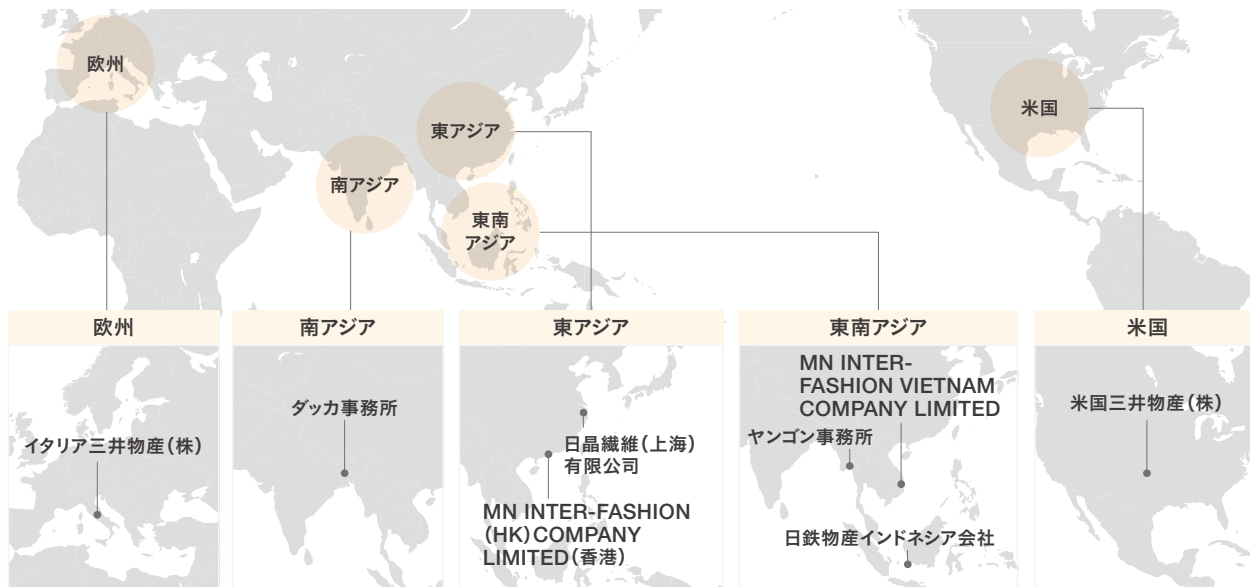 欧州
南アジア
東アジア
東南
アジア
米国
欧州
イタリア三井物産(株)
南アジア
ダッカ事務所
東アジア
日晶繊維(上海)
有限公司
MN INTER-FASHION
(HK)COMPANY
LIMITED(香港)
東南アジア
MN INTER-
FASHION VIETNAM
COMPANY LIMITED
ヤンゴン事務所
日鉄物産インドネシア会社
米国
米国三井物産(株)